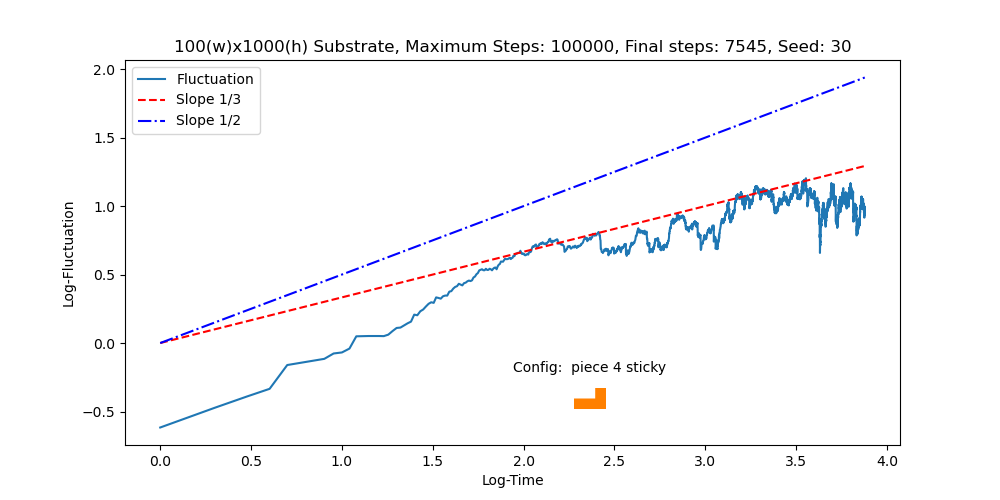 100(w)x1000(h) Substrate, Maximum Steps: 100000, Final steps: 7545, Seed: 30
Fluctuation
Slope 1/3
Slope 1/2
2.0
1.5
1.0
0.5
0.0
−0.5
Log-Fluctuation
Config:  piece 4 sticky
0.0 0.5 1.0 1.5 2.0 2.5 3.0 3.5 4.0
Log-Time